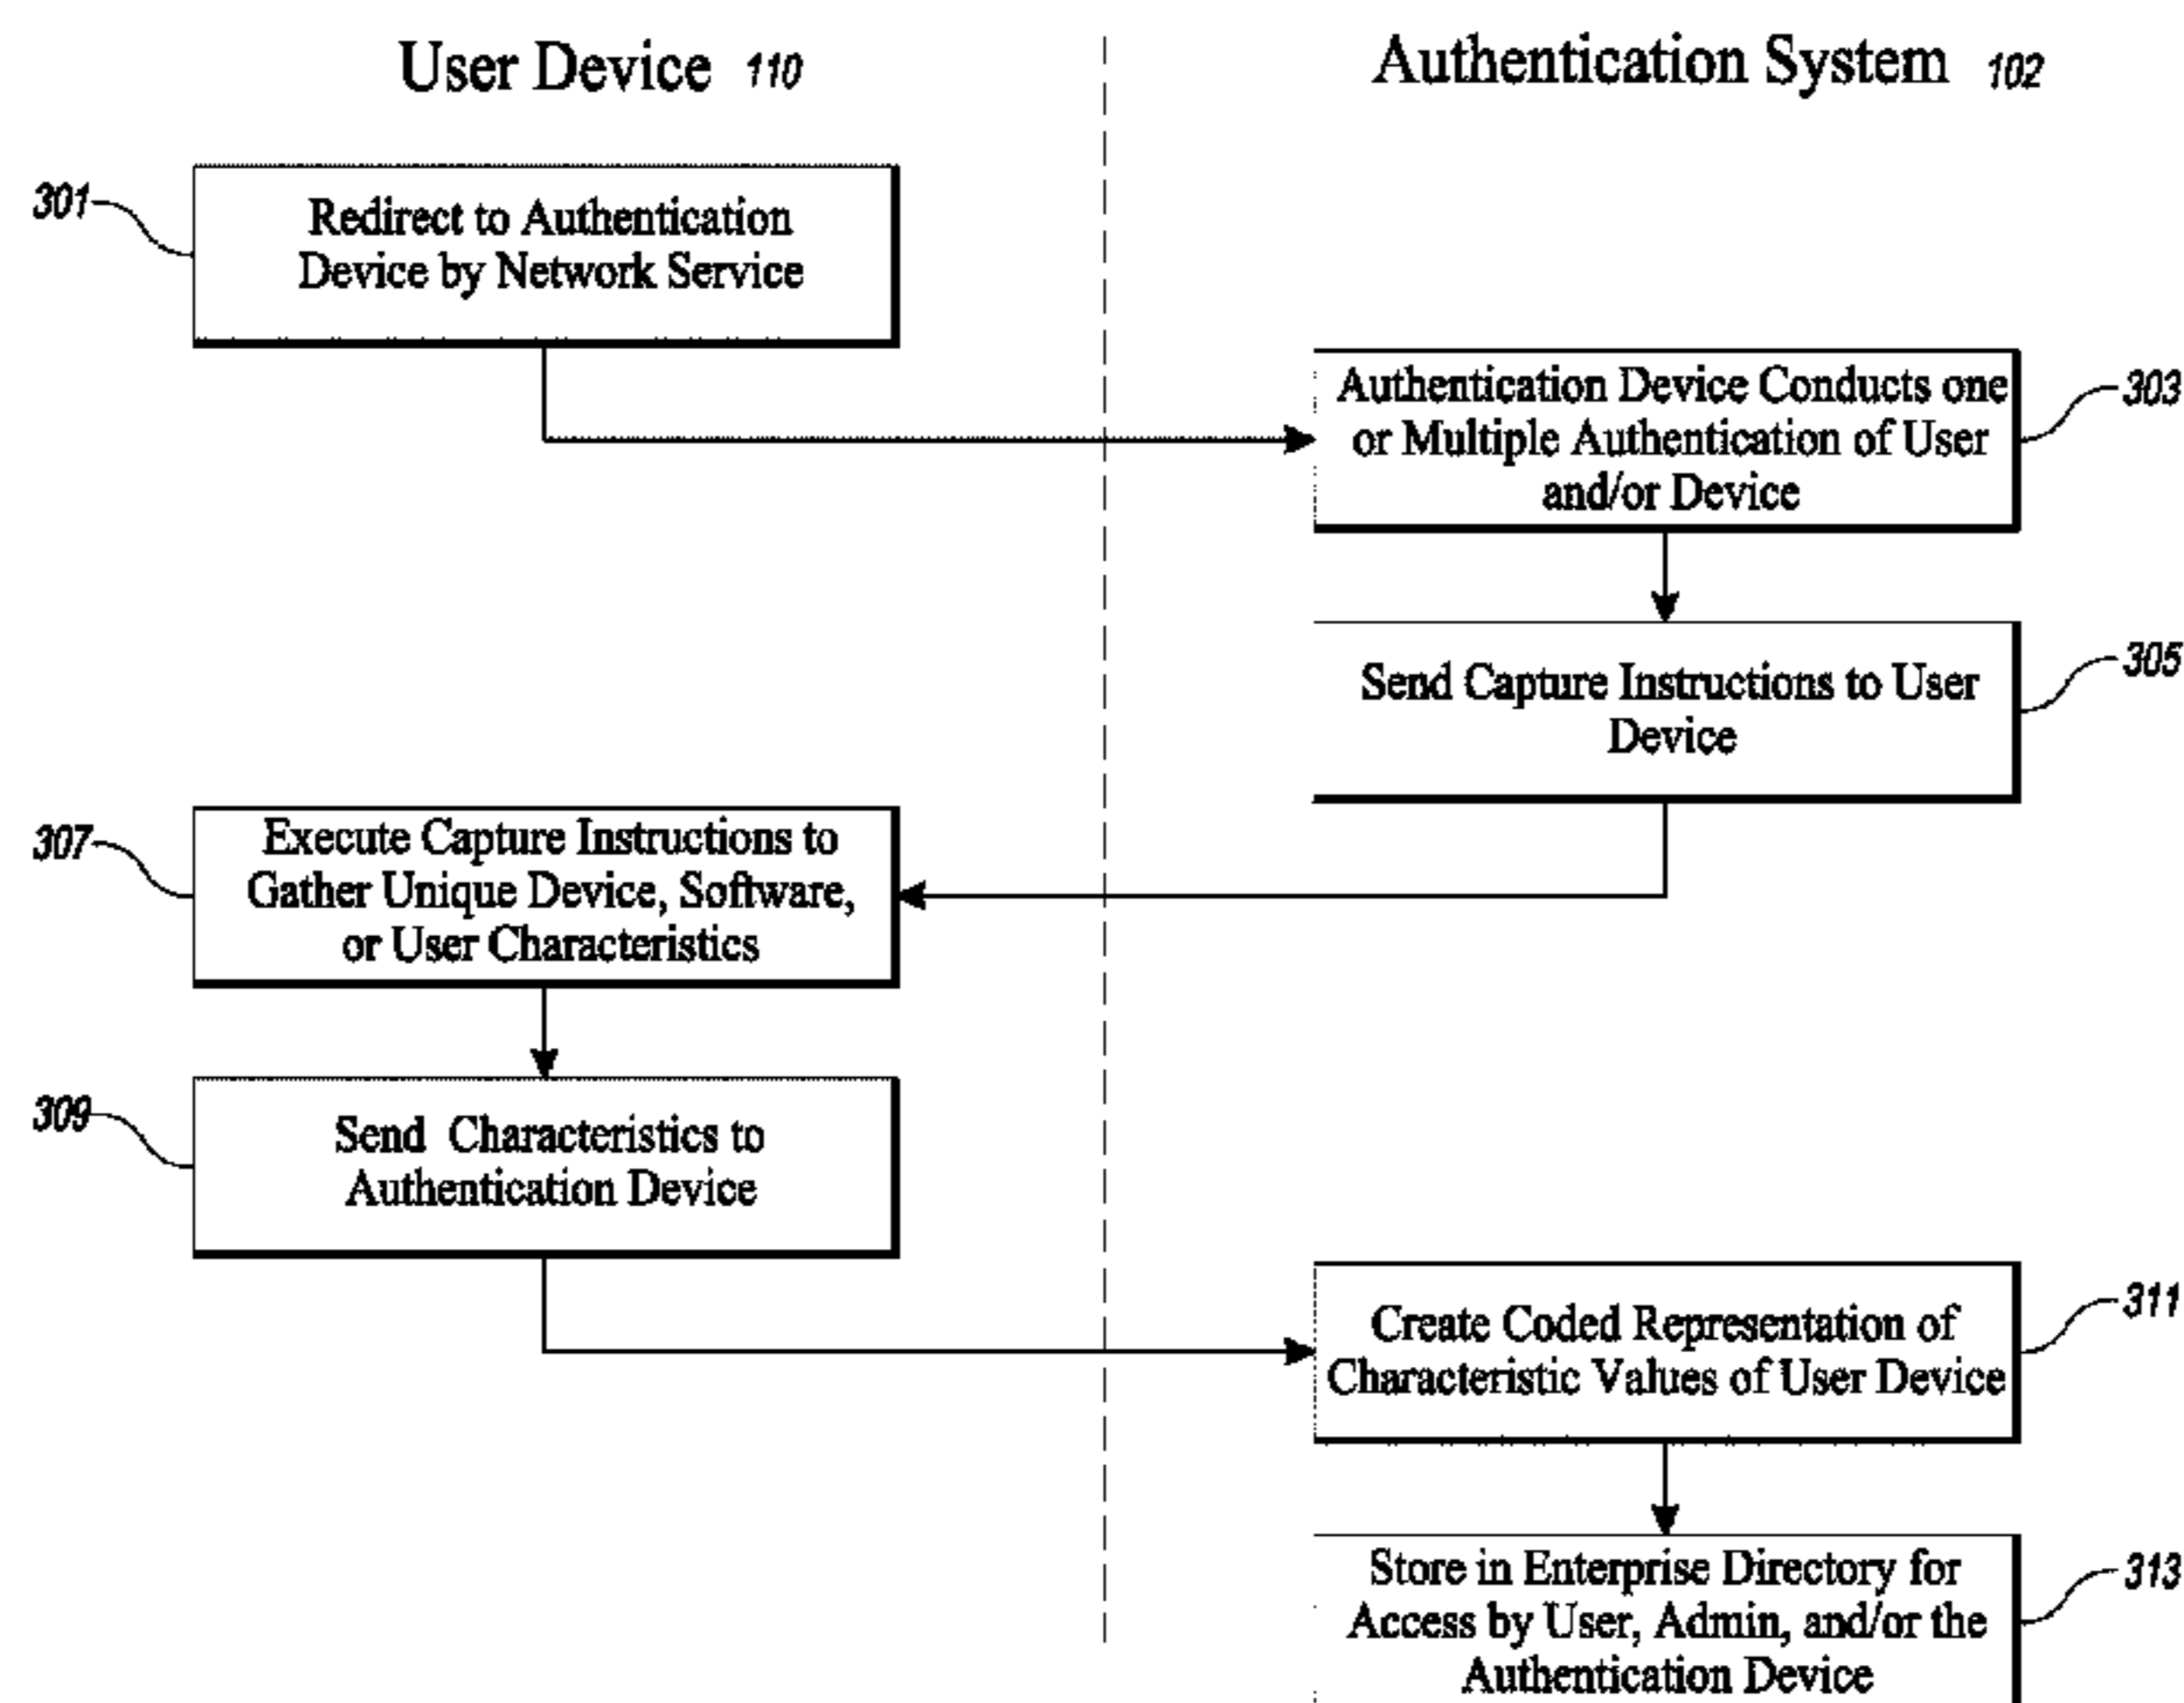 User Device 110
Authentication System 102
301
Redirect to Authentication
Device by Network Service
Authentication Device Conducts one
or Multiple Authentication of User
and/or Device
303
Send Capture Instructions to User
Device
305
307
Execute Capture Instructions to
Gather Unique Device, Software,
or User Characteristics
309
Send Characteristics to
Authentication Device
Create Coded Representation of
Characteristic Values of User Device
311
Store in Enterprise Directory for
Access by User, Admin, and/or the
Authentication Device
313